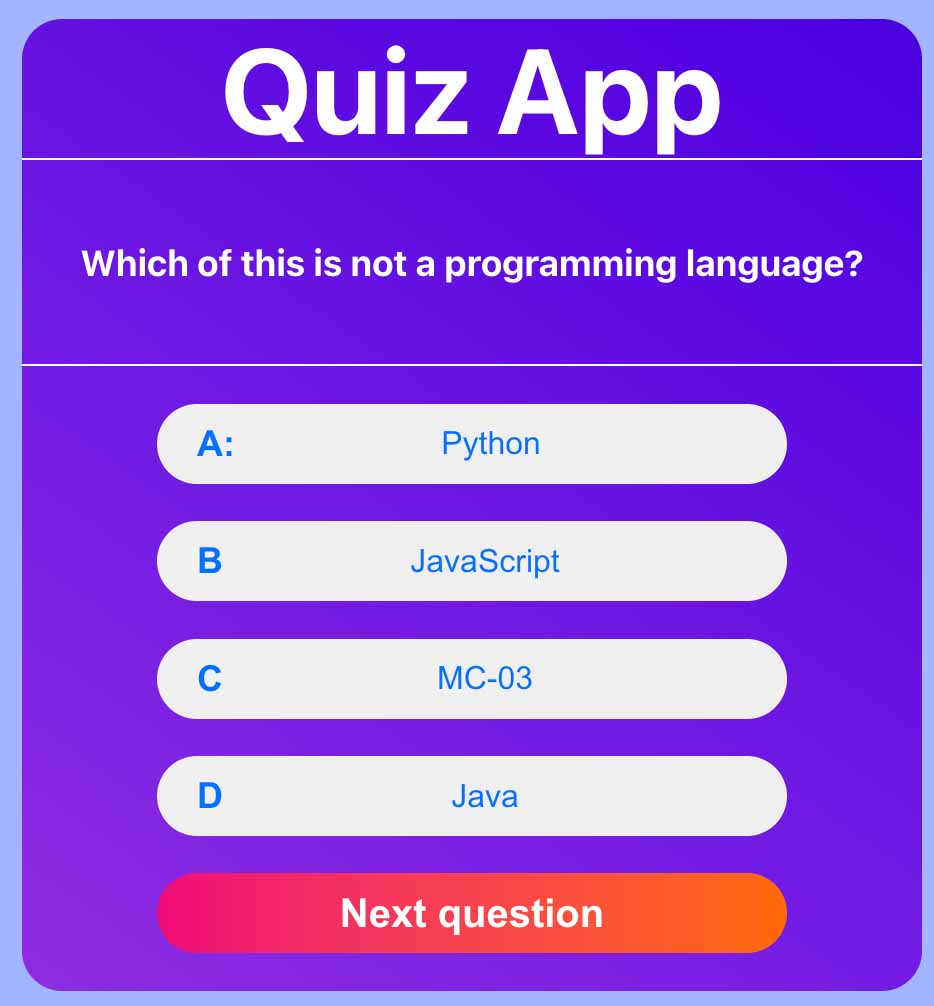 Quiz App
Which of this is not a programming language?
A: Python
B JavaScript
C MC-03
D Java
Next question